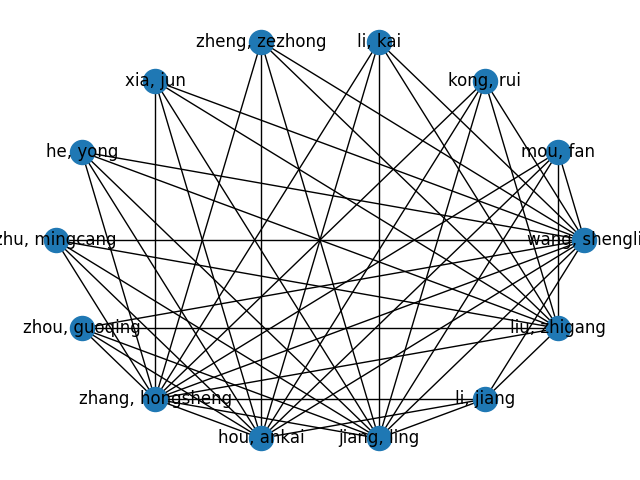 zheng, zezhong
li, kai
xia, jun
kong, rui
he, yong
mou, fan
zhu, mingcang
wang, shengli
zhou, guoqing
liu, zhigang
zhang, hongsheng
li, jiang
hou, ankai
jiang, ling